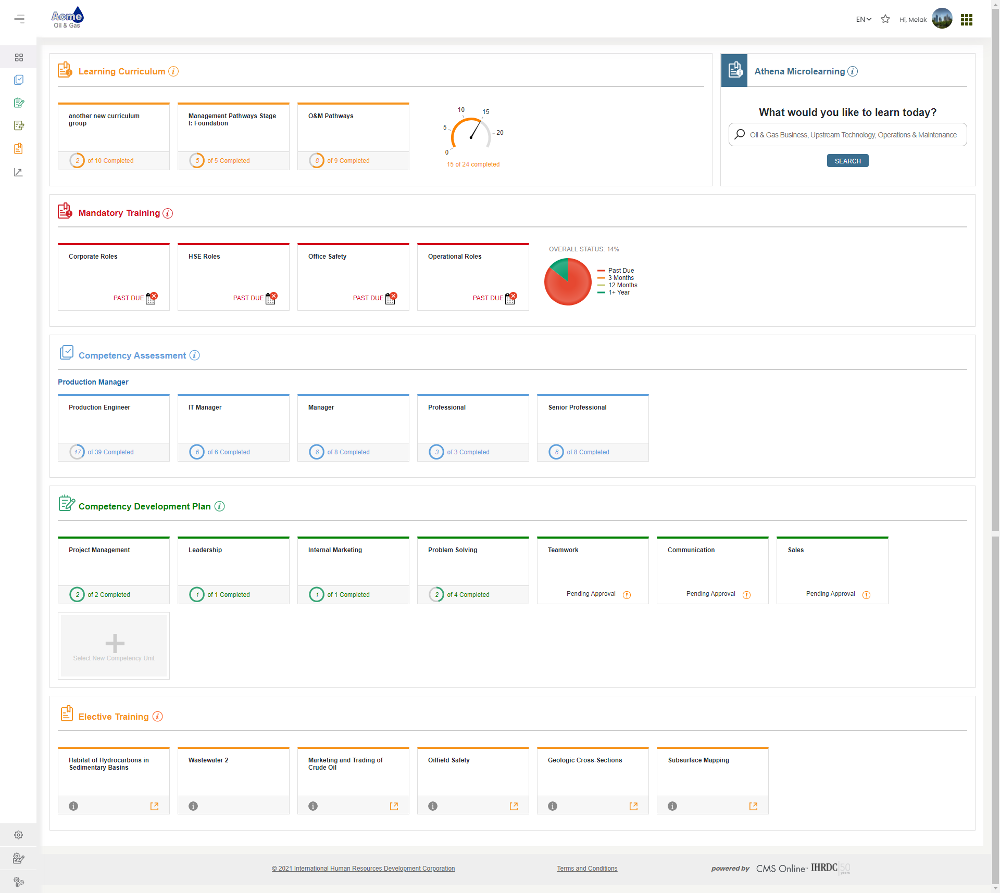 Acme
Oil & Gas
EN
Hi, Melak
Learning Curriculum
another new curriculum
group
2 of 10 Completed
Management Pathways Stage
I: Foundation
5 of 5 Completed
O&M Pathways
8 of 9 Completed
0
5
10
15
20
15 of 24 completed
Athena Microlearning
What would you like to learn today?
Oil & Gas Business, Upstream Technology, Operations & Maintenance
SEARCH
Mandatory Training
Corporate Roles
PAST DUE
HSE Roles
PAST DUE
Office Safety
PAST DUE
Operational Roles
PAST DUE
OVERALL STATUS: 14%
Past Due
3 Months
12 Months
1+ Year
Competency Assessment
Production Manager
Production Engineer
17 of 39 Completed
IT Manager
6 of 6 Completed
Manager
8 of 8 Completed
Professional
3 of 3 Completed
Senior Professional
8 of 8 Completed
Competency Development Plan
Project Management
2 of 2 Completed
Leadership
1 of 1 Completed
Internal Marketing
1 of 1 Completed
Problem Solving
2 of 4 Completed
Teamwork
Pending Approval
Communication
Pending Approval
Sales
Pending Approval
Select New Competency Unit
Elective Training
Habitat of Hydrocarbons in
Sedimentary Basins
Wastewater 2
Marketing and Trading of
Crude Oil
Oilfield Safety
Geologic Cross-Sections
Subsurface Mapping
© 2021 International Human Resources Development Corporation
Terms and Conditions
powered by CMS Online™ IHRDC 50 years